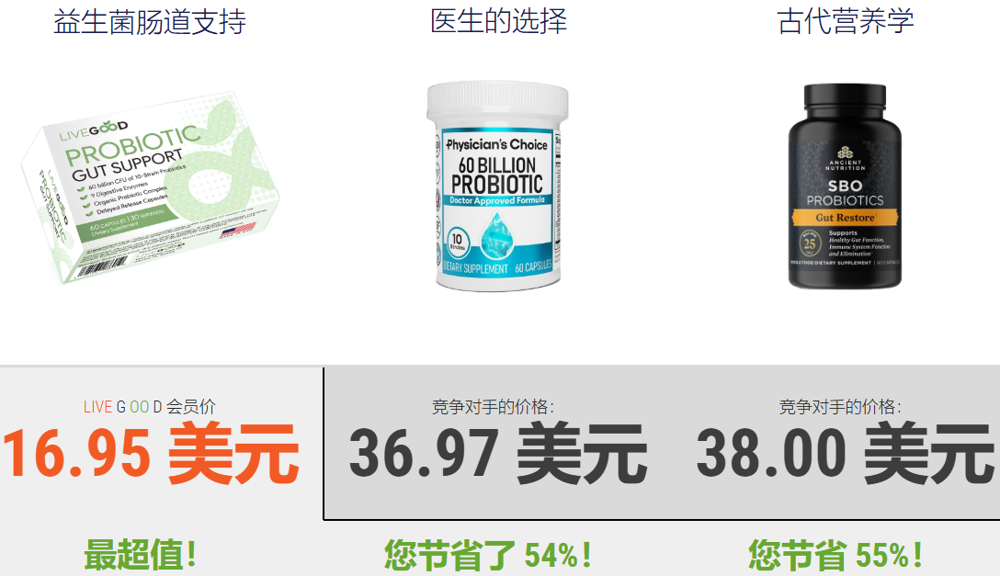 益生菌肠道支持
医生的选择
古代营养学
LIVEGOOD
PROBIOTIC
GUT SUPPORT
60 billion CFU of 10-Strain Probiotics
9 Digestive Enzymes
Organic Prebiotic Complex
Delayed Release Capsules
60 CAPSULES | 30 SERVINGS
Dietary Supplement
LIVEGOOD
PROBIOTIC
GUT SUPPORT
Physician's Choice
60 BILLION
PROBIOTIC
Doctor Approved Formula
10
Strains
DIETARY SUPPLEMENT 60 CAPSULES
ANCIENT
NUTRITION
SBO
PROBIOTICS
Gut Restore
Supports
Healthy Gut Function,
Immune System Function
and Elimination
25
WHOLE FOOD DIETARY SUPPLEMENT | 60 CAPSULES
LIVE G OO D 会员价
16.95 美元
竞争对手的价格：
36.97 美元
竞争对手的价格：
38.00 美元
最超值！
您节省了 54%！
您节省 55%！